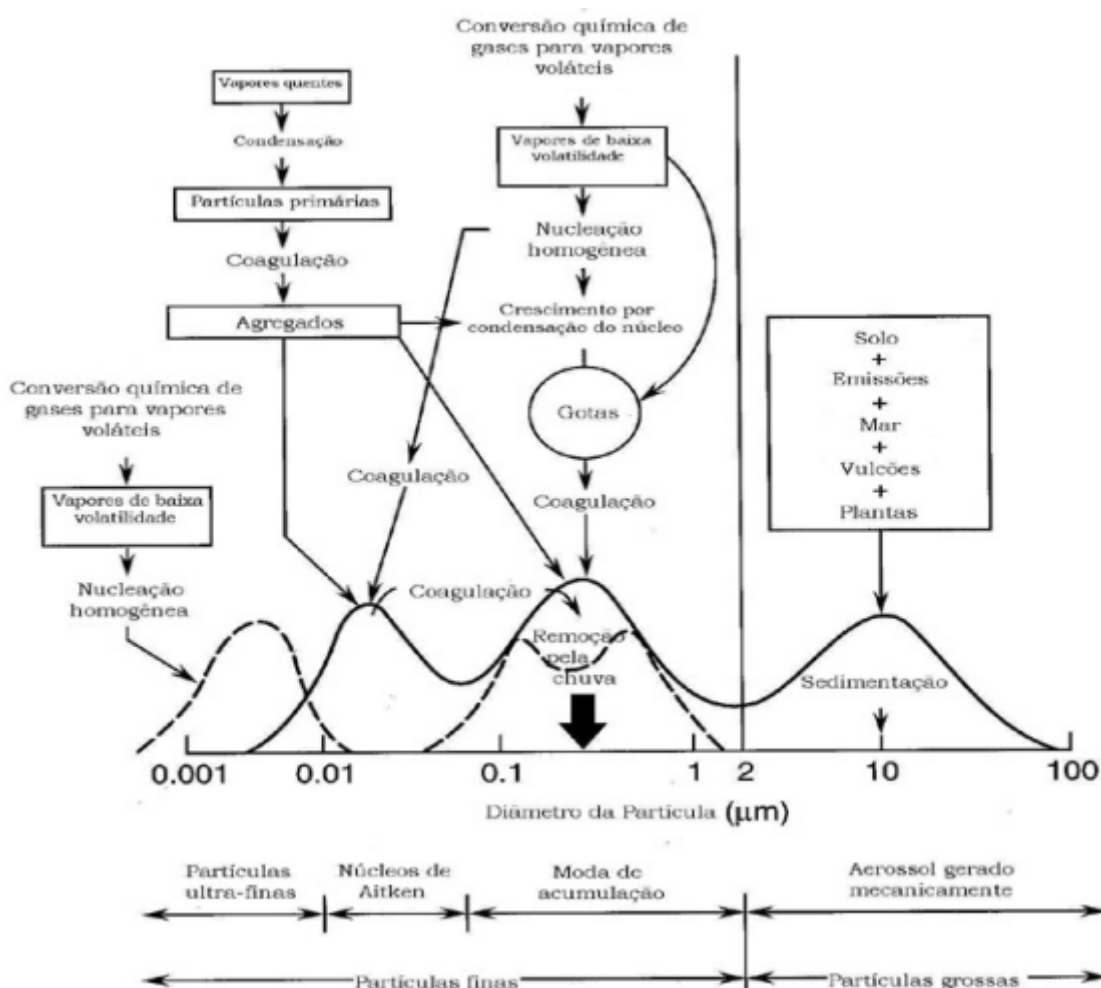 Conversão química de
gases para vapores
voláteis
Vapores quentes
Condensação
Partículas primárias
Coagulação
Agregados
Vapores de baixa
volatilidade
Nucleação
homogênea
Crescimento por
condensação do núcleo
Gotas
Coagulação
Coagulação
Solo
+
Emissões
+
Mar
+
Vulcões
+
Plantas
Conversão química de
gases para vapores
voláteis
Vapores de baixa
volatilidade
Nucleação
homogênea
Coagulação
Remoção
pela
chuva
Sedimentação
0.001 0.01 0.1 1 2 10 100
Diâmetro da Partícula (μm)
Partículas
ultra-finas
Núcleos de
Aitken
Moda de
acumulação
Aerossol gerado
mecanicamente
Partículas finas
Partículas grossas